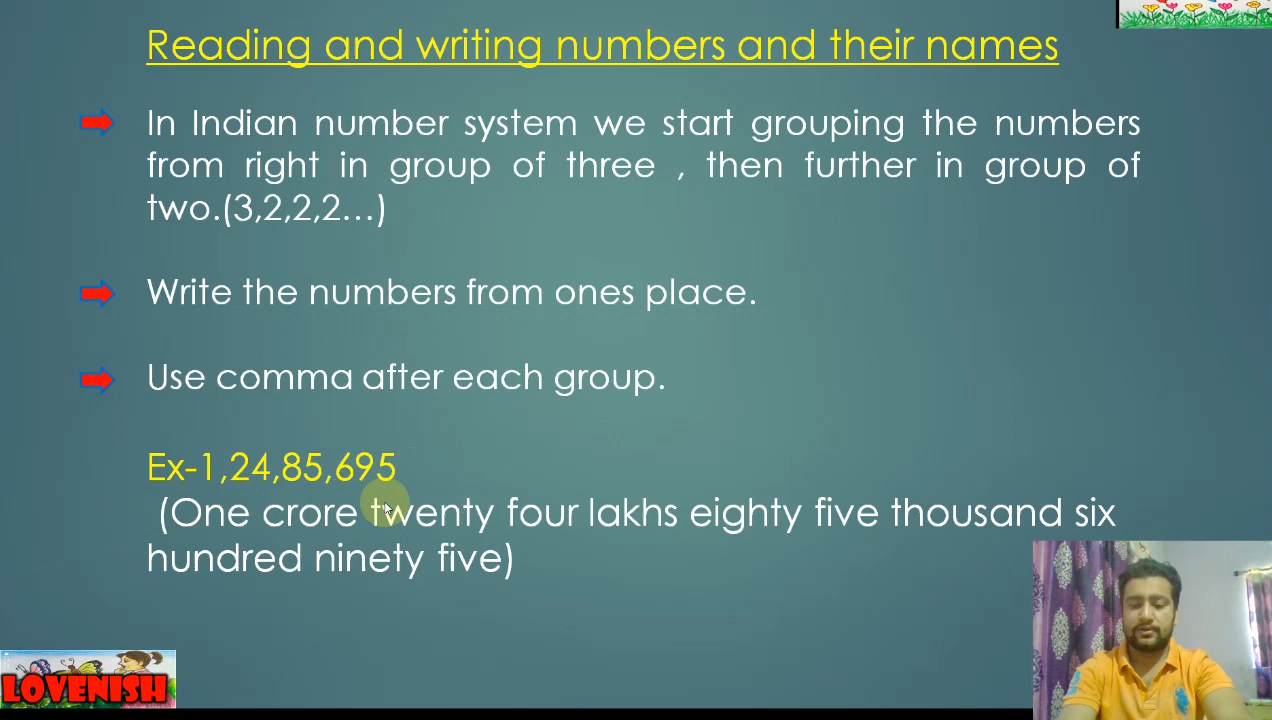 Reading and writing numbers and their names
In Indian number system we start grouping the numbers
from right in group of three , then further in group of
two.(3,2,2,2...)
Write the numbers from ones place.
Use comma after each group.
Ex-1,24,85,695
(One crore twenty four lakhs eighty five thousand six
hundred ninety five)
LOVENISH